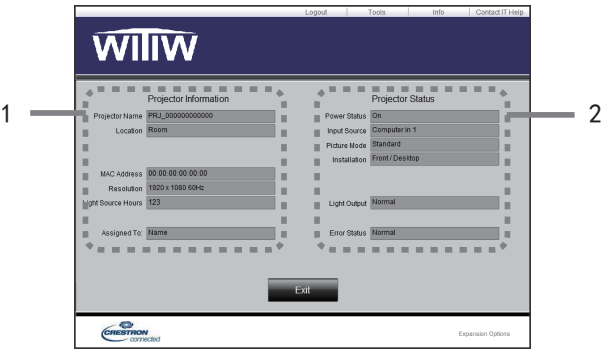 Logout Tools Info Contact IT Help
WITIW
1
2
Projector Information
Projector Name PRJ_000000000000
Location Room
MAC Address 00:00:00:00:00:00
Resolution 1920 x 1080 60Hz
Light Source Hours 123
Assigned To: Name
Projector Status
Power Status On
Input Source Computer in 1
Picture Mode Standard
Installation Front / Desktop
Light Output Normal
Error Status Normal
Exit
CRESTRON
connected
Expansion Options